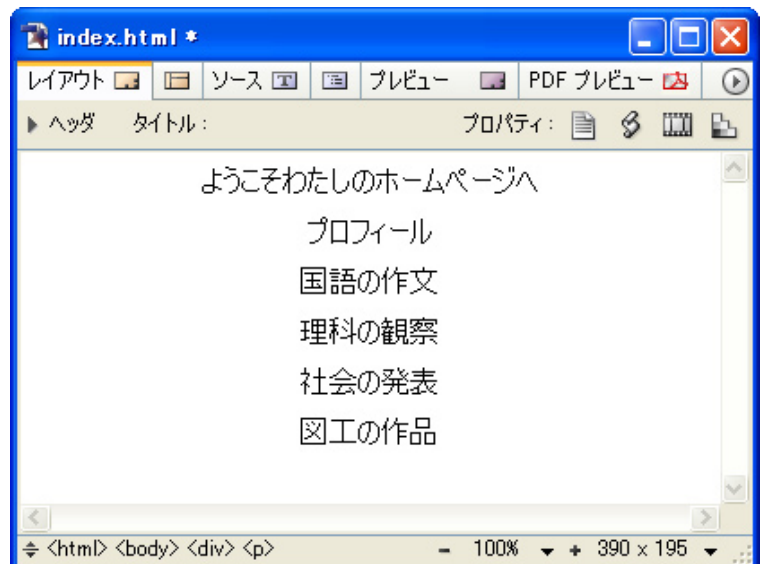 index.html *
レイアウト ソース プレビュー PDF プレビュー
ヘッダ タイトル : プロパティ :
ようこそわたしのホームページへ
プロフィール
国語の作文
理科の観察
社会の発表
図工の作品
<html> <body> <div> <p> - 100% + 390 x 195